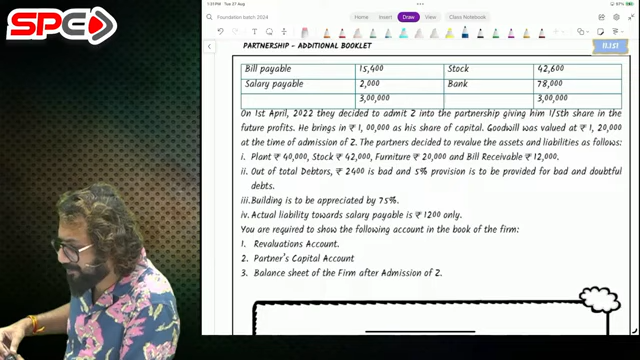 SPC
1:31 PM Tue 27 Aug
97%
Foundation batch 2024
Home Insert Draw View Class Notebook
PARTNERSHIP - ADDITIONAL BOOKLET
11.151
Bill payable 15,400 Stock 42,600
Salary payable 2,000 Bank 78,000
3,00,000 3,00,000
On 1st April, 2022 they decided to admit Z into the partnership giving him 1/5th share in the
future profits. He brings in ₹ 1, 00,000 as his share of capital. Goodwill was valued at ₹ 1, 20,000
at the time of admission of Z. The partners decided to revalue the assets and liabilities as follows:
i. Plant ₹ 40,000, Stock ₹ 42,000, Furniture ₹ 20,000 and Bill Receivable ₹ 12,000.
ii. Out of total Debtors, ₹ 2400 is bad and 5% provision is to be provided for bad and doubtful
debts.
iii. Building is to be appreciated by 75%.
iv. Actual liability towards salary payable is ₹ 1200 only.
You are required to show the following account in the book of the firm:
1. Revaluations Account.
2. Partner's Capital Account
3. Balance sheet of the Firm after Admission of Z.